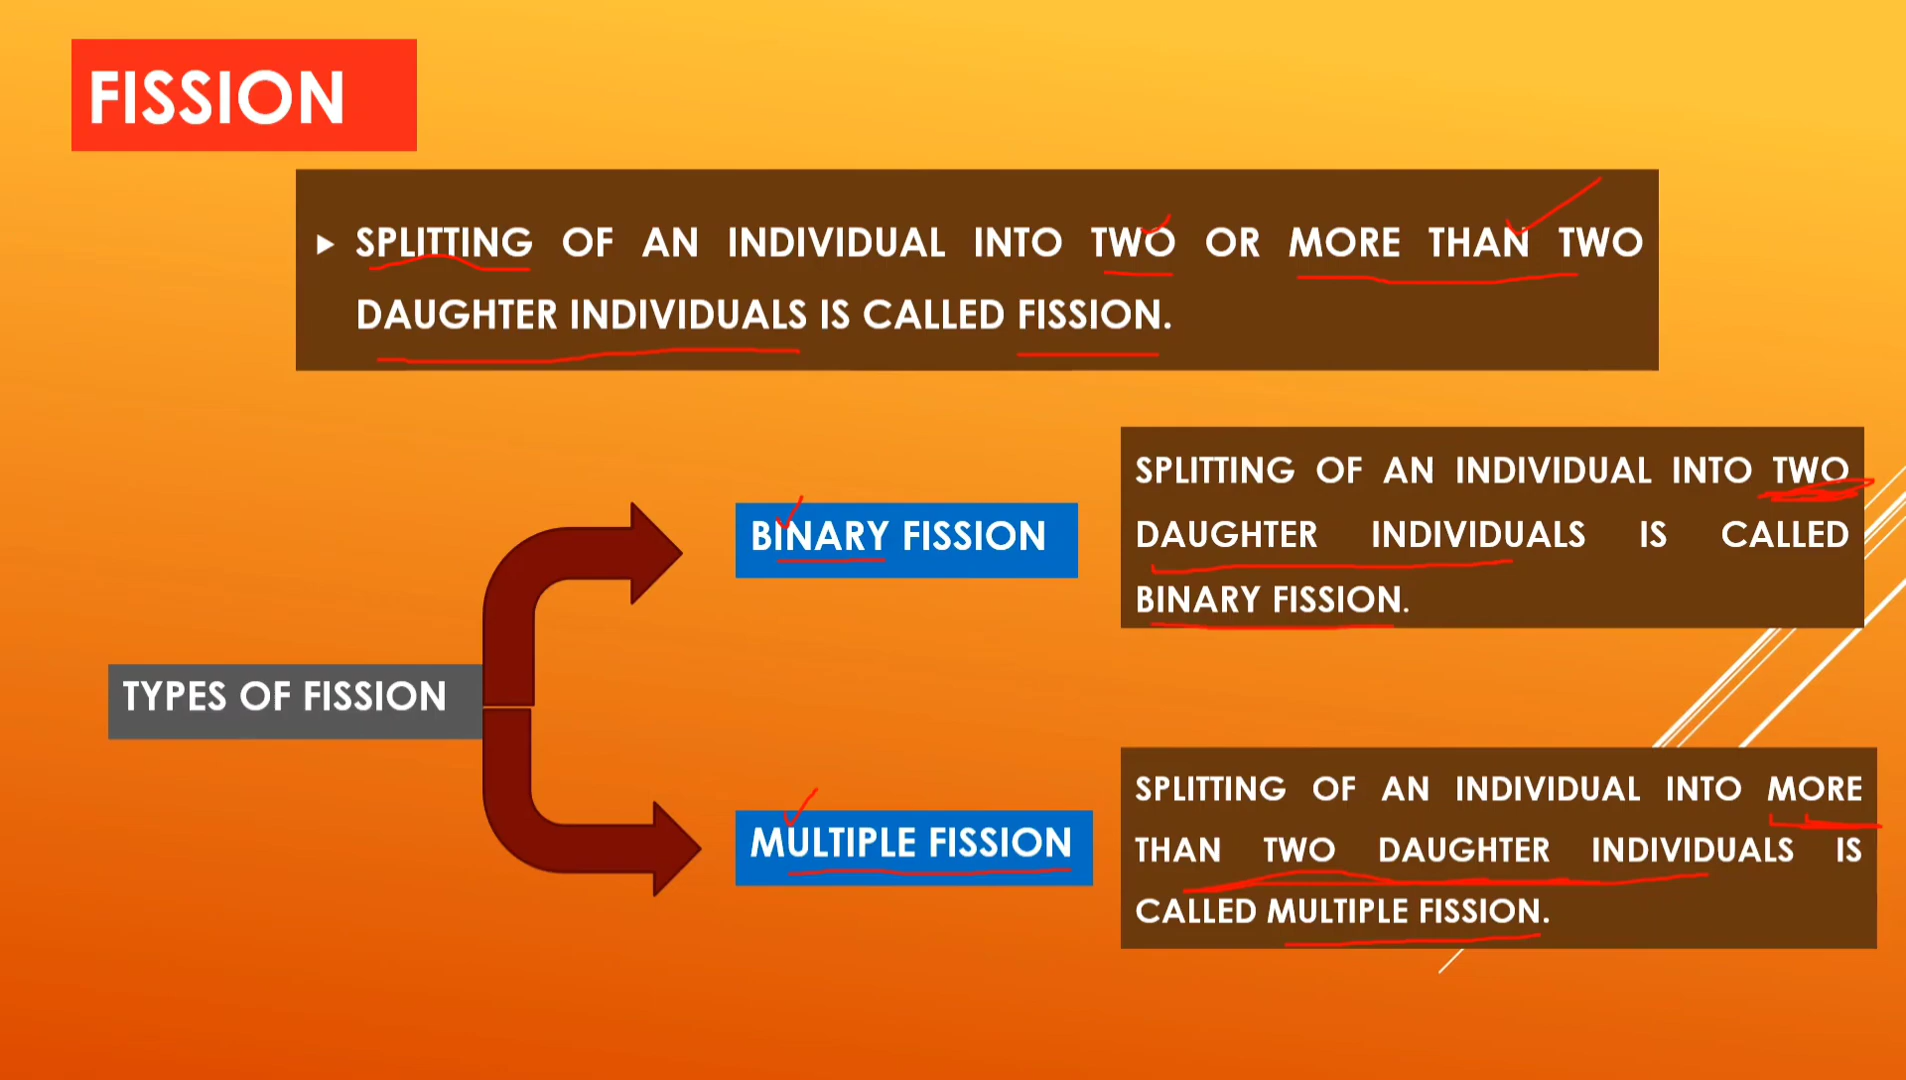 FISSION
SPLITTING OF AN INDIVIDUAL INTO TWO OR MORE THAN TWO
DAUGHTER INDIVIDUALS IS CALLED FISSION.
SPLITTING OF AN INDIVIDUAL INTO TWO
DAUGHTER INDIVIDUALS IS CALLED
BINARY FISSION.
BINARY FISSION
TYPES OF FISSION
MULTIPLE FISSION
SPLITTING OF AN INDIVIDUAL INTO MORE
THAN TWO DAUGHTER INDIVIDUALS IS
CALLED MULTIPLE FISSION.